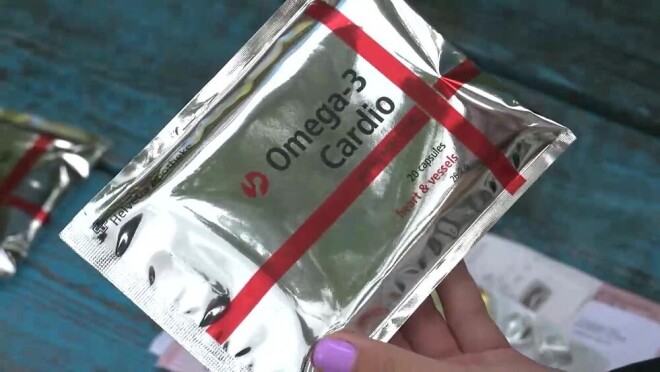 Omega-3
Cardio
20 capsules
heart & vessels